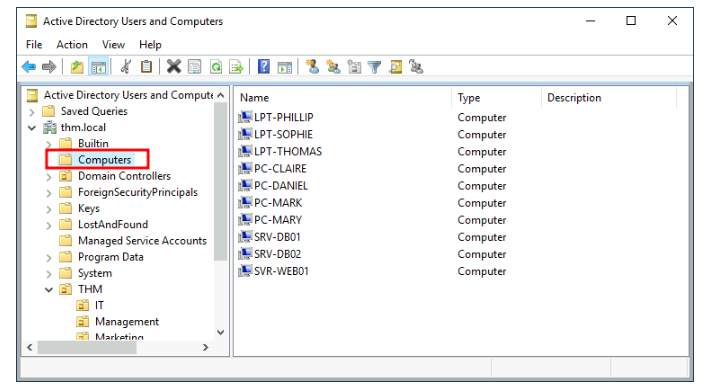 Active Directory Users and Computers
File Action View Help
Active Directory Users and Compute
Saved Queries
thm.local
Builtin
Computers
Domain Controllers
ForeignSecurityPrincipals
Keys
LostAndFound
Managed Service Accounts
Program Data
System
THM
IT
Management
Marketing
Name Type Description
LPT-PHILLIP Computer
LPT-SOPHIE Computer
LPT-THOMAS Computer
PC-CLAIRE Computer
PC-DANIEL Computer
PC-MARK Computer
PC-MARY Computer
SRV-DB01 Computer
SRV-DB02 Computer
SVR-WEB01 Computer